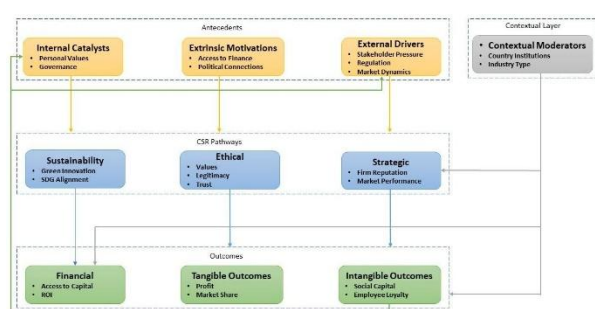 Antecedents
Contextual Layer
Internal Catalysts
• Personal Values
• Governance
Extrinsic Motivations
• Access to Finance
• Political Connections
External Drivers
• Stakeholder Pressure
• Regulation
• Market Dynamics
• Contextual Moderators
• Country Institutions
• Industry Type
CSR Pathways
Sustainability
• Green Innovation
• SDG Alignment
Ethical
• Values
• Legitimacy
• Trust
Strategic
• Firm Reputation
• Market Performance
Outcomes
Financial
• Access to Capital
• ROI
Tangible Outcomes
• Profit
• Market Share
Intangible Outcomes
• Social Capital
• Employee Loyalty